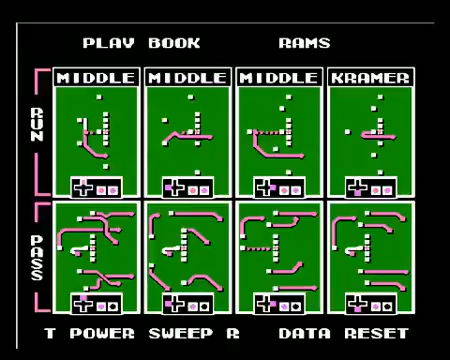 PLAY BOOK RAMS
MIDDLE MIDDLE MIDDLE KRAMER
RUN
PASS
T POWER SWEEP R DATA RESET